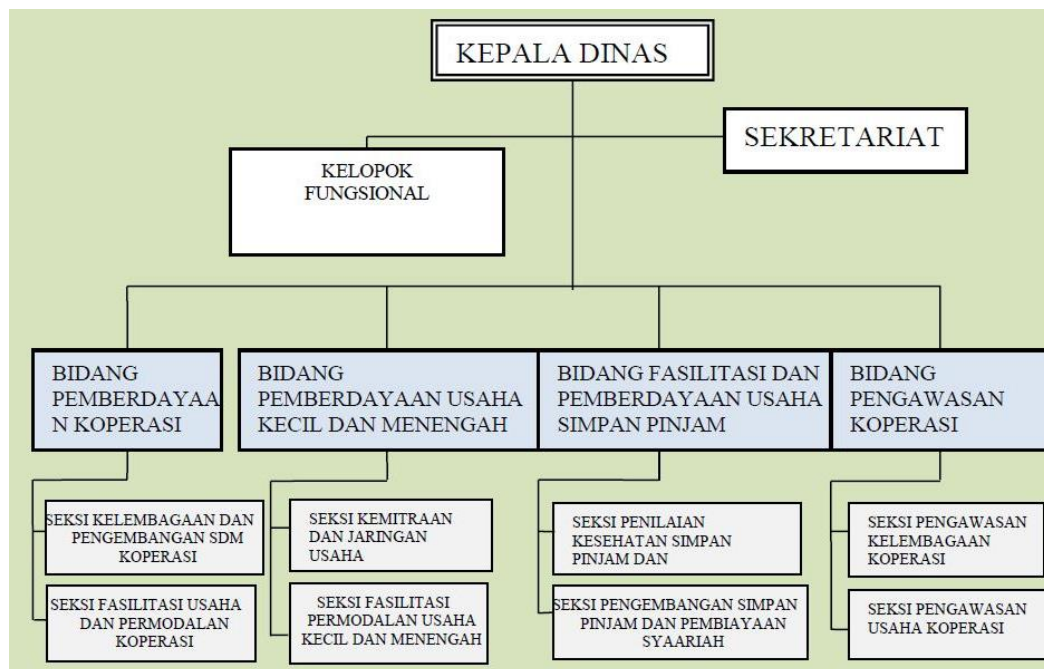 KEPALA DINAS
SEKRETARIAT
KELOPOK
FUNGSIONAL
BIDANG
PEMBERDAYAA
N KOPERASI
BIDANG
PEMBERDAYAAN USAHA
KECIL DAN MENENGAH
BIDANG FASILITASI DAN
PEMBERDAYAAN USAHA
SIMPAN PINJAM
BIDANG
PENGAWASAN
KOPERASI
SEKSI KELEMBAGAAN DAN
PENGEMBANGAN SDM
KOPERASI
SEKSI FASILITASI USAHA
DAN PERMODALAN
KOPERASI
SEKSI KEMITRAAN
DAN JARINGAN
USAHA
SEKSI FASILITASI
PERMODALAN USAHA
KECIL DAN MENENGAH
SEKSI PENILAIAN
KESEHATAN SIMPAN
PINJAM DAN
SEKSI PENGEMBANGAN SIMPAN
PINJAM DAN PEMBIAYAAN
SYAARIAH
SEKSI PENGAWASAN
KELEMBAGAAN
KOPERASI
SEKSI PENGAWASAN
USAHA KOPERASI